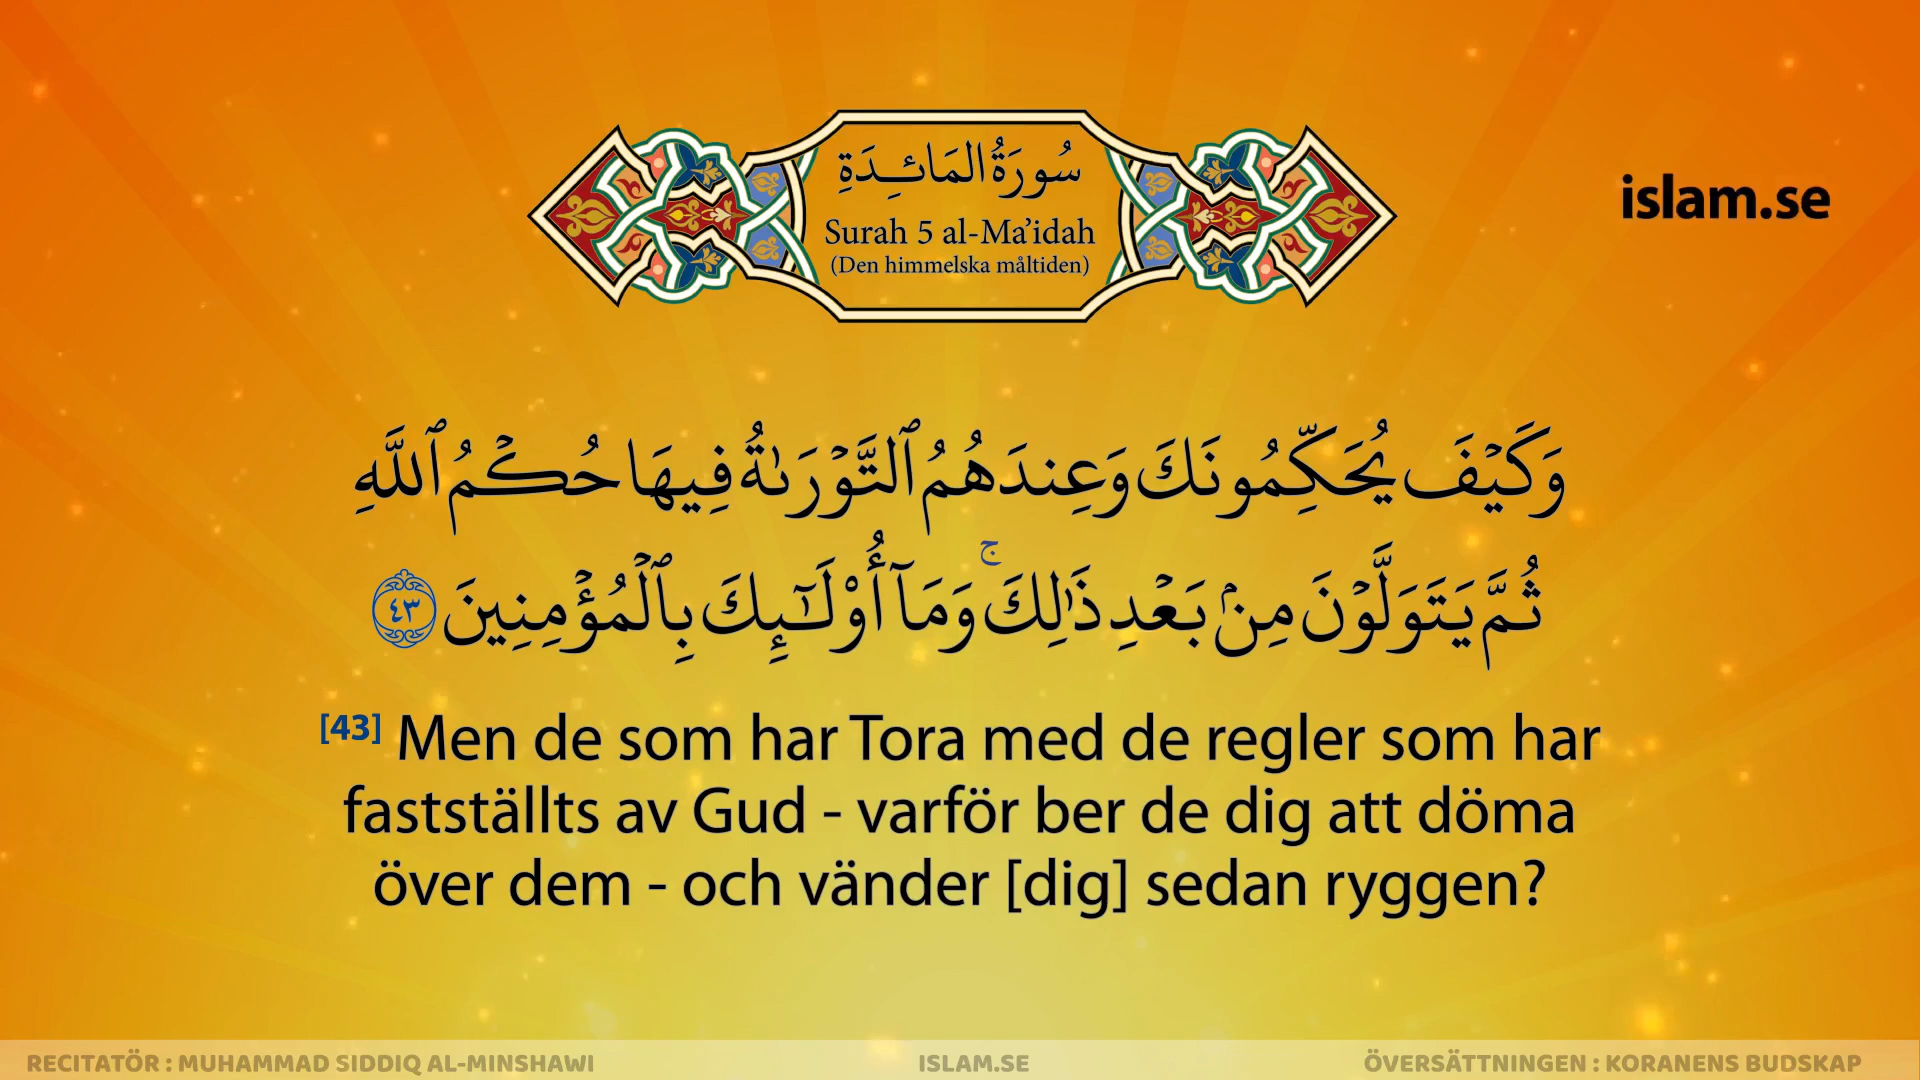 سُورَةُ المَائِدَةِ
Surah 5 al-Ma’idah
(Den himmelska måltiden)
islam.se
وَكَيۡفَ يُحَكِّمُونَكَ وَعِندَهُمُ ٱلتَّوۡرَىٰةُ فِيهَا حُكۡمُ ٱللَّهِ
ثُمَّ يَتَوَلَّوۡنَ مِنۢ بَعۡدِ ذَٰلِكَۚ وَمَآ أُوْلَـٰٓئِكَ بِٱلۡمُؤۡمِنِينَ ٤٣
[43] Men de som har Tora med de regler som har
fastställts av Gud - varför ber de dig att döma
över dem - och vänder [dig] sedan ryggen?
RECITATÖR : MUHAMMAD SIDDIQ AL-MINSHAWI
ISLAM.SE
ÖVERSÄTTNINGEN : KORANENS BUDSKAP